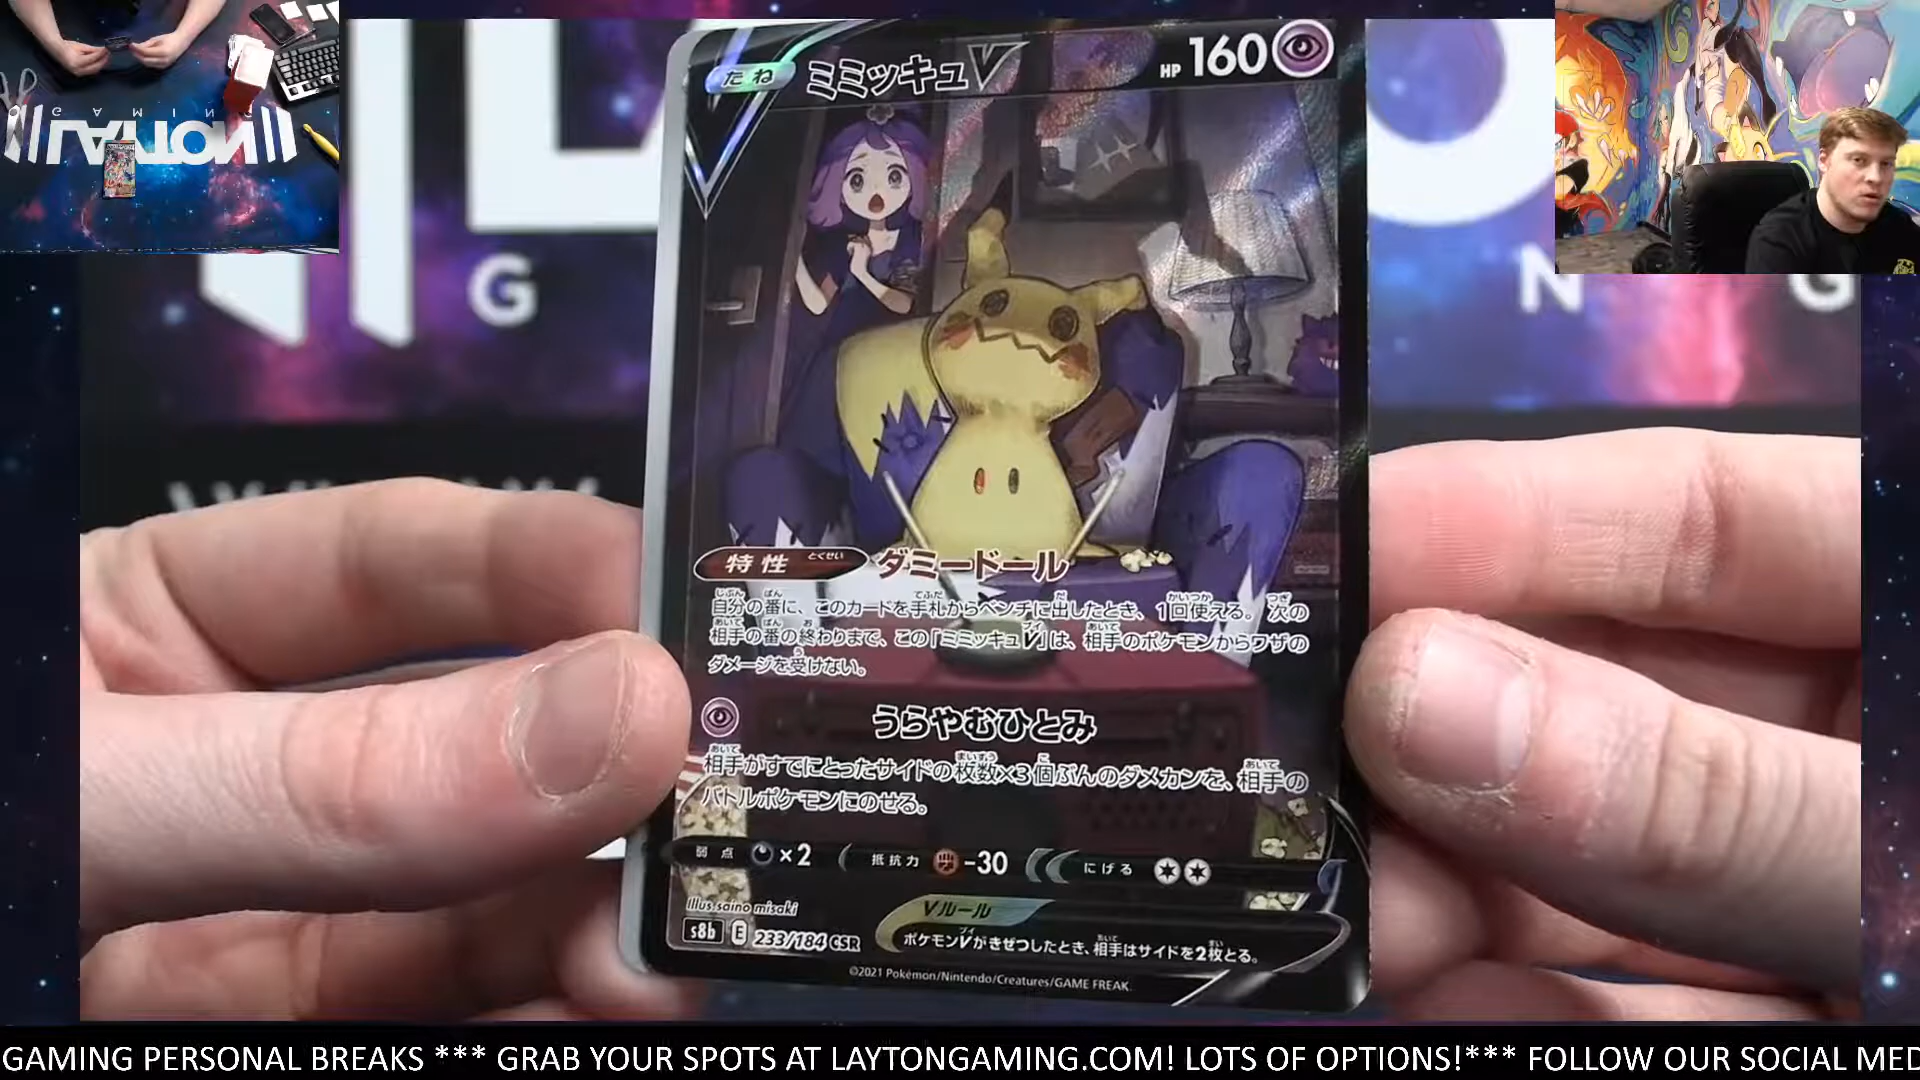 たね ミミッキュV HP 160
特性 とくせい ダミードール
自分の番に、このカードを手札からベンチに出したとき、1回使える。次の
相手の番の終わりまで、この「ミミッキュV」は、相手のポケモンからワザの
ダメージを受けない。
うらやむひとみ
相手がすでにとったサイドの枚数×3個ぶんのダメカンを、相手の
バトルポケモンにのせる。
弱点 ×2 抵抗力 -30 にげる
Illus. saino misaki
s8b E 233/184 CSR
Vルール
ポケモンVがきぜつしたとき、相手はサイドを2枚とる。
©2021 Pokémon/Nintendo/Creatures/GAME FREAK.
G
N G
GAMING
LAYTON
GAMING PERSONAL BREAKS *** GRAB YOUR SPOTS AT LAYTONGAMING.COM! LOTS OF OPTIONS!*** FOLLOW OUR SOCIAL MED